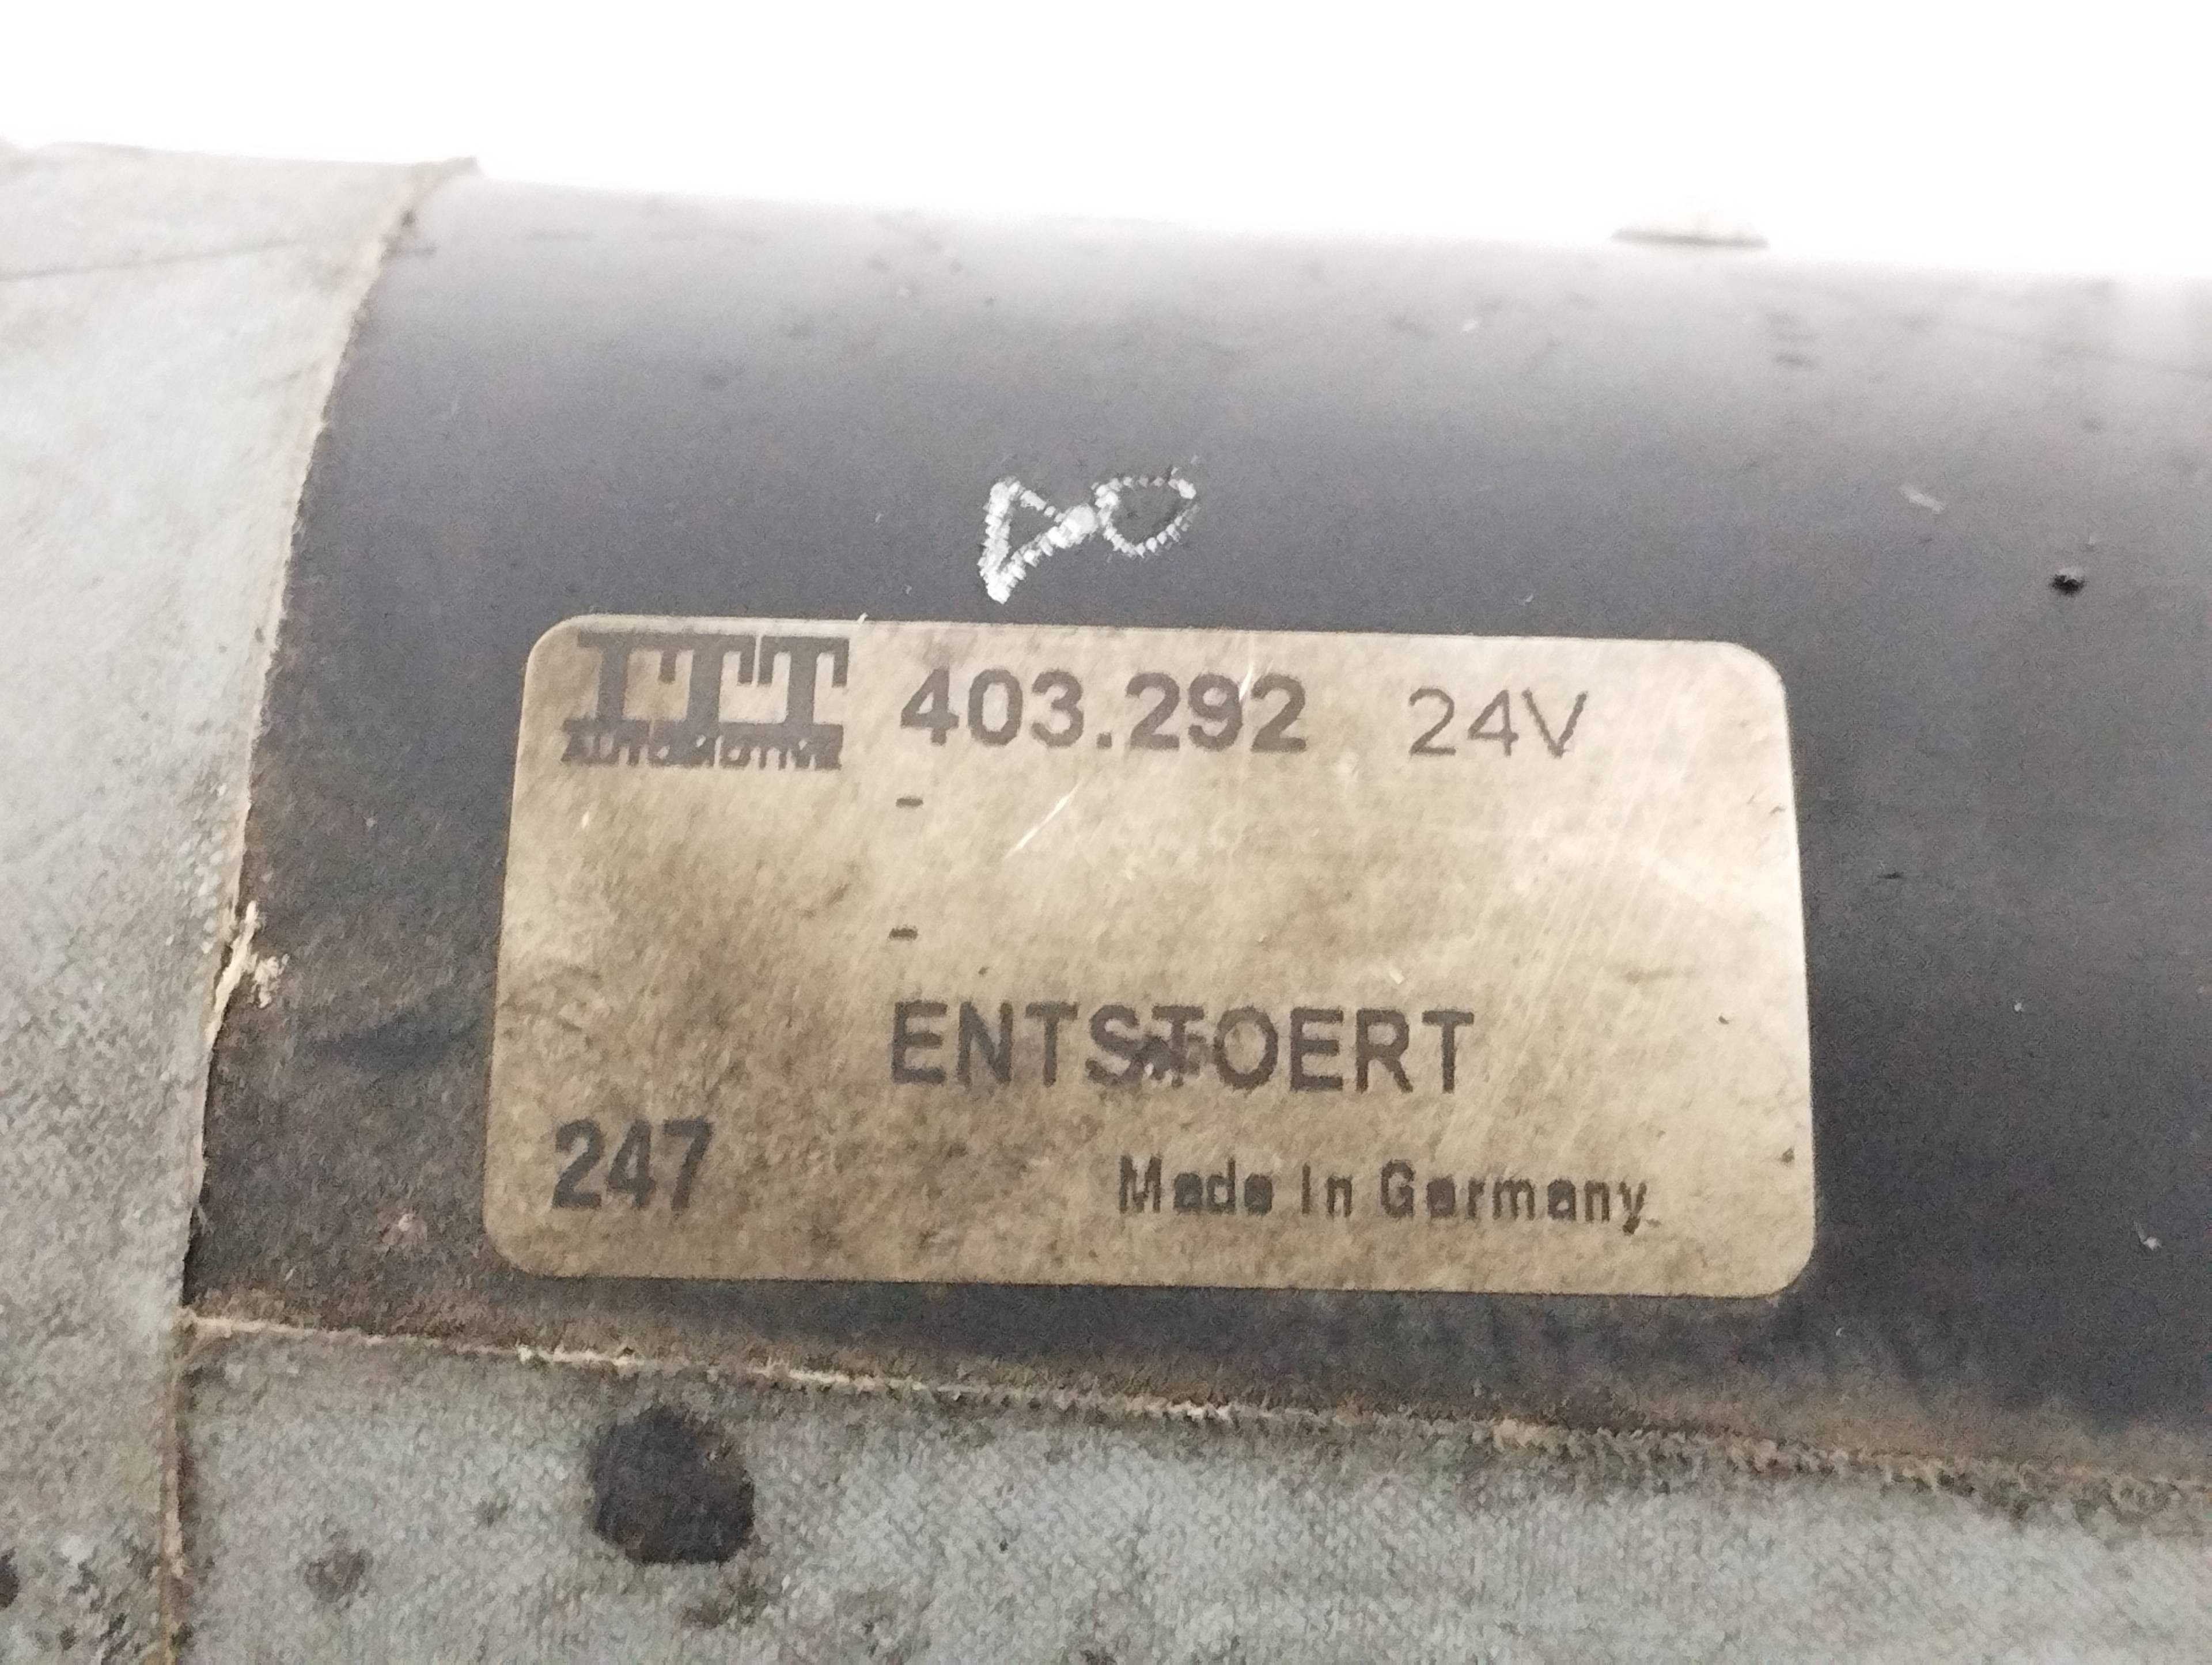 ITT 403.292 24V
AUTOMOTIVE
-
-
ENTSTOERT
247 Made In Germany